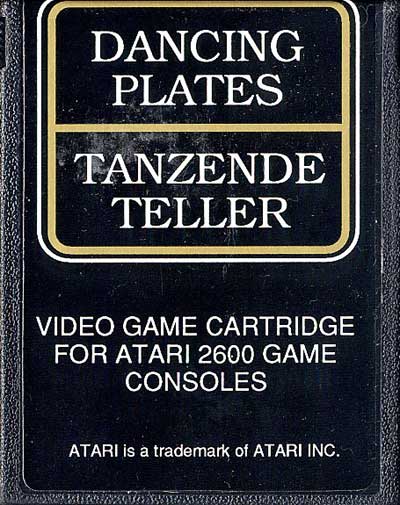 DANCING
PLATES
TANZENDE
TELLER
VIDEO GAME CARTRIDGE
FOR ATARI 2600 GAME
CONSOLES
ATARI is a trademark of ATARI INC.